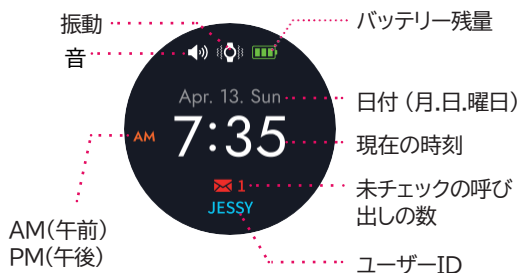 振動
音
バッテリー残量
Apr. 13. Sun
日付 (月.日.曜日)
AM
7:35
現在の時刻
1
未チェックの呼び
出しの数
JESSY
AM(午前)
PM(午後)
ユーザーID